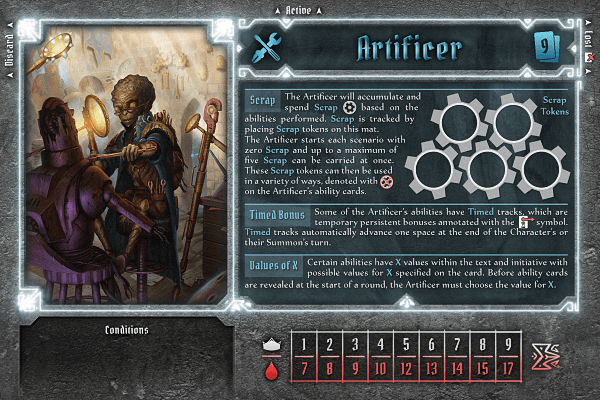 Active
Discard
Lost
Artificer
9
Scrap The Artificer will accumulate and
spend Scrap based on the
abilities performed. Scrap is tracked by
placing Scrap tokens on this mat.
The Artificer starts each scenario with
zero Scrap and up to a maximum of
five Scrap can be carried at once.
These Scrap tokens can then be used
in a variety of ways, denoted with
on the Artificer's ability cards.
Scrap
Tokens
Timed Bonus Some of the Artificer's abilities have Timed tracks, which are
temporary persistent bonuses annotated with the symbol.
Timed tracks automatically advance one space at the end of the Character's or
their Summon's turn.
Values of X Certain abilities have X values within the text and initiative with
possible values for X specified on the card. Before ability cards
are revealed at the start of a round, the Artificer must choose the value for X.
Conditions
1 2 3 4 5 6 7 8 9
7 8 9 10 12 13 14 15 17